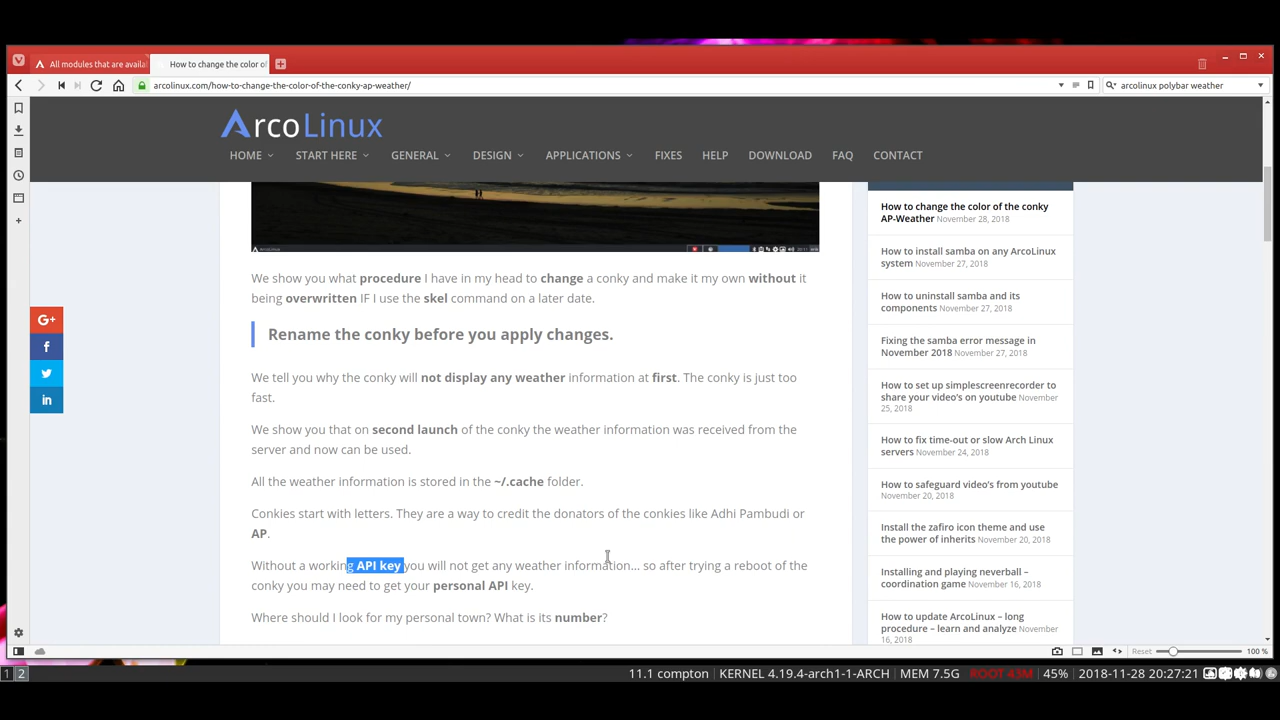 All modules that are availa
How to change the color of
arcolinux.com/how-to-change-the-color-of-the-conky-ap-weather/
arcolinux polybar weather
ArcoLinux
HOME
START HERE
GENERAL
DESIGN
APPLICATIONS
FIXES
HELP
DOWNLOAD
FAQ
CONTACT
We show you what procedure I have in my head to change a conky and make it my own without it
being overwritten IF I use the skel command on a later date.
Rename the conky before you apply changes.
We tell you why the conky will not display any weather information at first. The conky is just too
fast.
We show you that on second launch of the conky the weather information was received from the
server and now can be used.
All the weather information is stored in the ~/.cache folder.
Conkies start with letters. They are a way to credit the donators of the conkies like Adhi Pambudi or
AP.
Without a working API key you will not get any weather information... so after trying a reboot of the
conky you may need to get your personal API key.
Where should I look for my personal town? What is its number?
How to change the color of the conky
AP-Weather November 28, 2018
How to install samba on any ArcoLinux
system November 27, 2018
How to uninstall samba and its
components November 27, 2018
Fixing the samba error message in
November 2018 November 27, 2018
How to set up simplescreenrecorder to
share your video's on youtube November
25, 2018
How to fix time-out or slow Arch Linux
servers November 24, 2018
How to safeguard video's from youtube
November 20, 2018
Install the zafiro icon theme and use
the power of inherits November 20, 2018
Installing and playing neverball –
coordination game November 16, 2018
How to update ArcoLinux – long
procedure – learn and analyze November
16, 2018
G+
f
in
Reset
100 %
1
2
11.1 compton
KERNEL 4.19.4-arch1-1-ARCH
MEM 7.5G
ROOT 43M
45%
2018-11-28 20:27:21